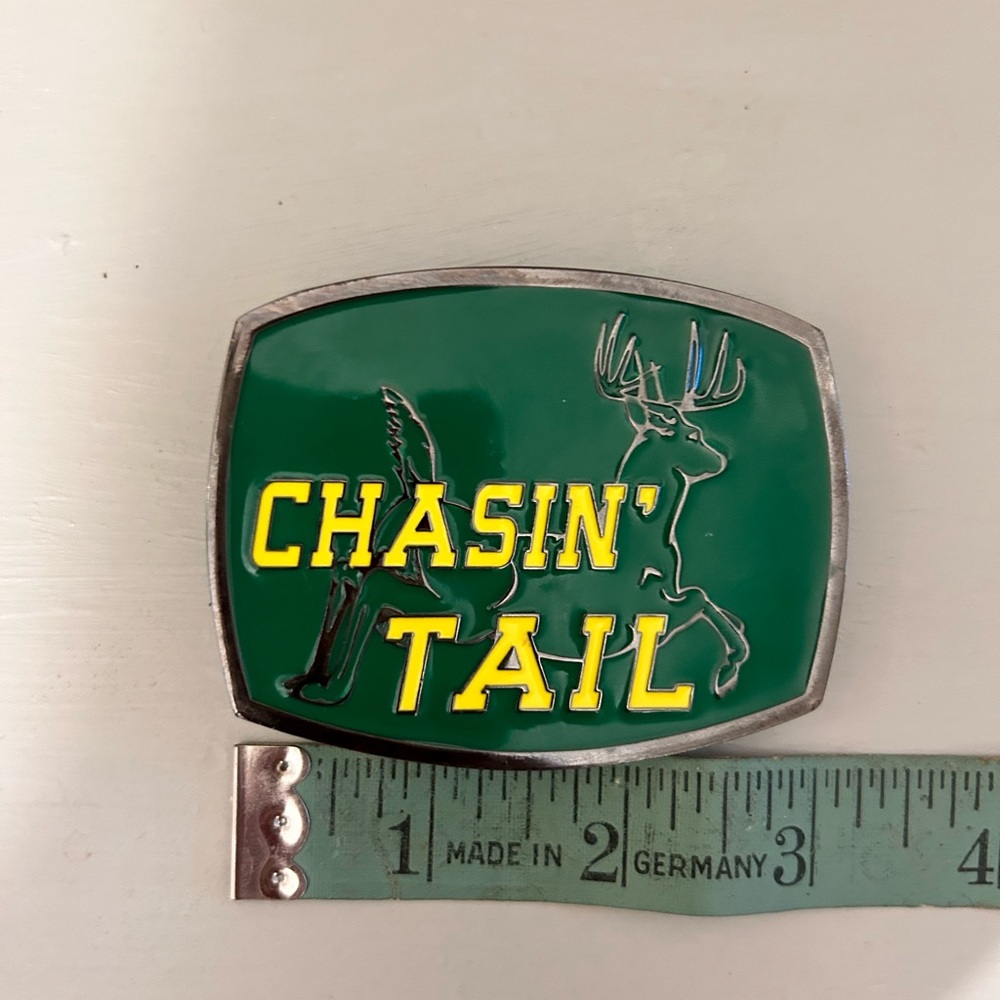 CHASIN'
TAIL
1 MADE IN 2 GERMANY 3 4